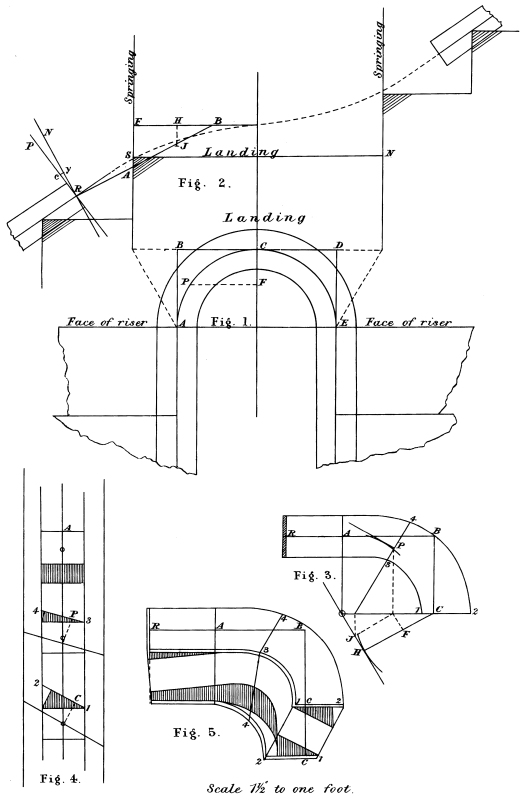 Springing
Springing
E H B
N
P
J
S Landing N
A
y
c
R
Fig. 2.
Landing
B C D
P F
Face of riser A Fig. 1. E Face of riser
A
4 P 3
2
C 1
Fig. 4.
R A 4 B
P
3
Fig. 3.
1 C 2
J F
H
4
R A B
3
1 C 2
4
Fig. 5.
2 C 1
Scale 1½″ to one foot.